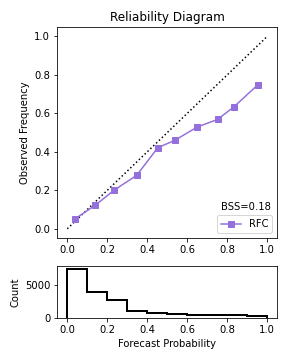 Reliability Diagram
1.0
0.8
0.6
0.4
0.2
0.0
Observed Frequency
BSS=0.18
RFC
0.0 0.2 0.4 0.6 0.8 1.0
5000
0
Count
0.0 0.2 0.4 0.6 0.8 1.0
Forecast Probability